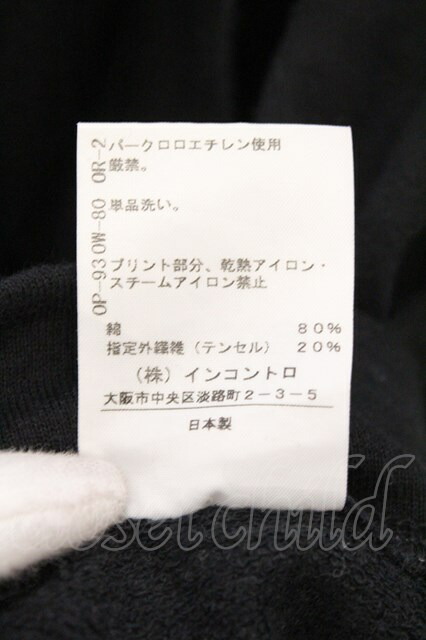 OP-930W-80 OR-2
パークロロエチレン使用
厳禁。
単品洗い。
プリント部分、乾熱アイロン・
スチームアイロン禁止
綿 80%
指定外繊維（テンセル） 20%
（株）インコントロ
大阪市中央区淡路町2-3-5
日本製
closet child